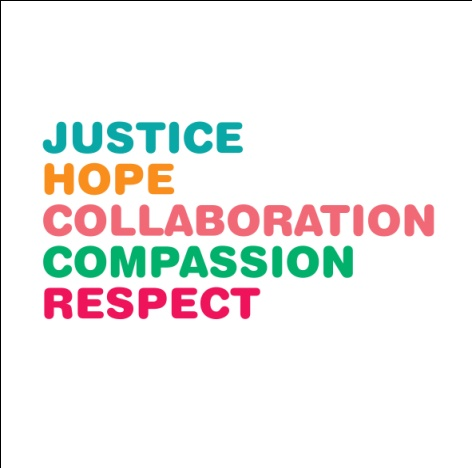 JUSTICE
HOPE
COLLABORATION
COMPASSION
RESPECT